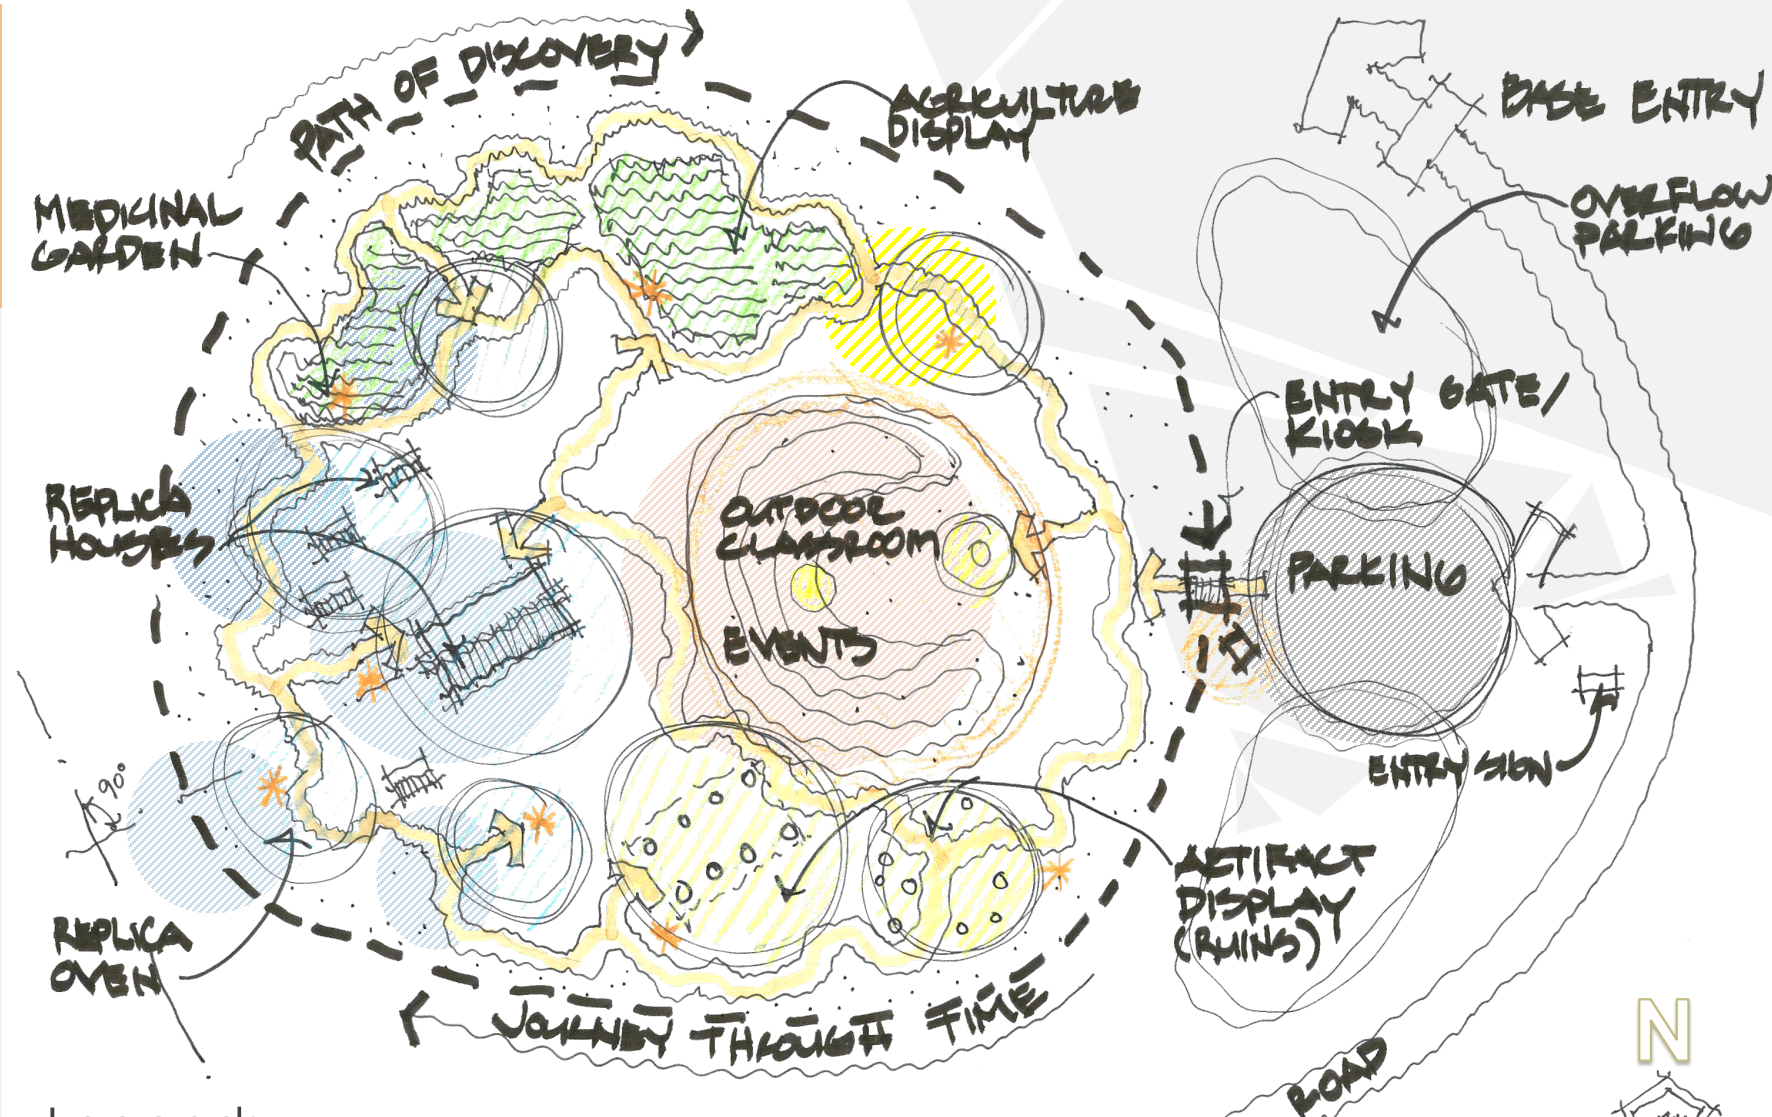 PATH OF DISCOVERY
AGRICULTURE
DISPLAY
BASE ENTRY
MEDICINAL
GARDEN
OVERFLOW
PARKING
ENTRY GATE/
KIOSK
REPLICA
HOUSES
OUTDOOR
CLASSROOM
PARKING
EVENTS
ENTRY SIGN
90°
ARTIFACT
DISPLAY
(RUINS)
REPLICA
OVEN
JOURNEY THROUGH TIME
N
ROAD